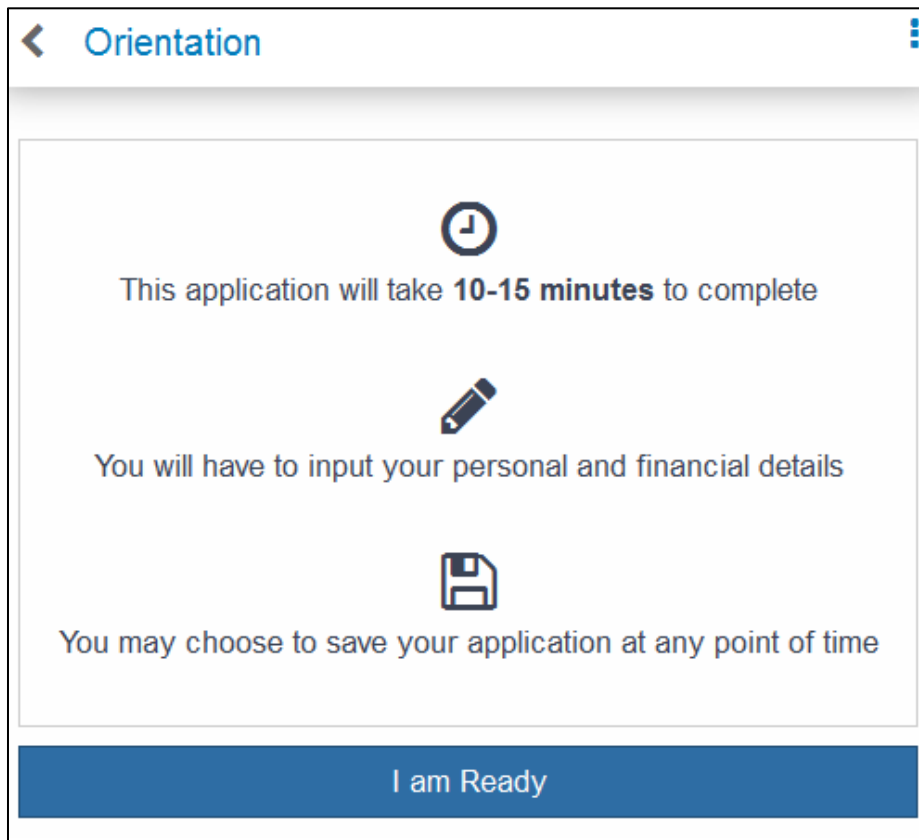 Orientation
This application will take 10-15 minutes to complete
You will have to input your personal and financial details
You may choose to save your application at any point of time
I am Ready